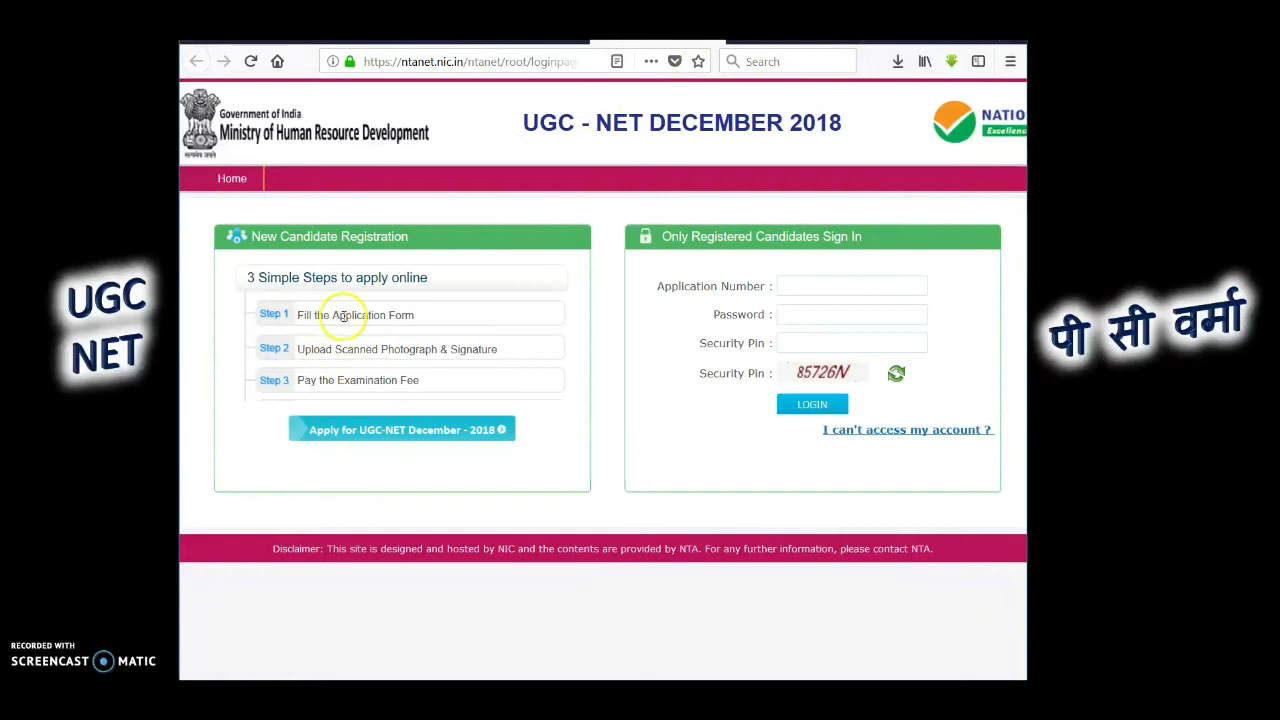 https://ntanet.nic.in/ntanet/root/loginpag
Search
Government of India
Ministry of Human Resource Development
UGC - NET DECEMBER 2018
NATIO
Excellenc
Home
New Candidate Registration
3 Simple Steps to apply online
Step 1 Fill the Application Form
Step 2 Upload Scanned Photograph & Signature
Step 3 Pay the Examination Fee
Apply for UGC-NET December - 2018
Only Registered Candidates Sign In
Application Number :
Password :
Security Pin :
Security Pin : 85726N
LOGIN
I can't access my account ?
Disclaimer: This site is designed and hosted by NIC and the contents are provided by NTA. For any further information, please contact NTA.
UGC
NET
पी सी वर्मा
RECORDED WITH
SCREENCAST MATIC